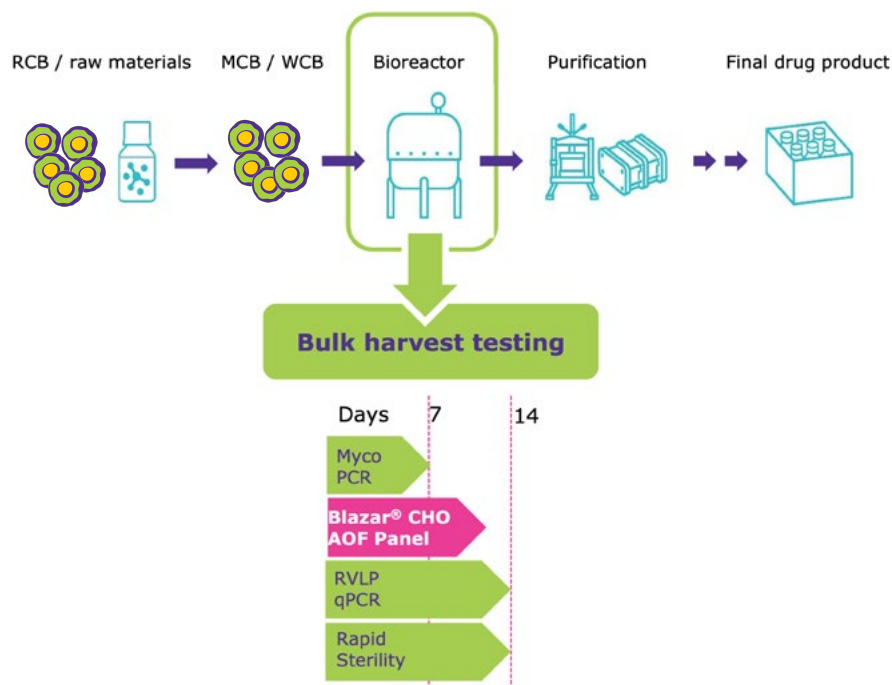 RCB / raw materials
MCB / WCB
Bioreactor
Purification
Final drug product
Bulk harvest testing
Days
7
14
Myco
PCR
Blazar® CHO
AOF Panel
RVLP
qPCR
Rapid
Sterility